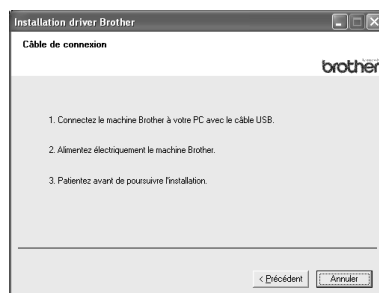 Installation driver Brother
Câble de connexion
brother
1. Connectez le machine Brother à votre PC avec le câble USB.
2. Alimentez électriquement le machine Brother.
3. Patientez avant de poursuivre l'installation.
< Précédent
Annuler